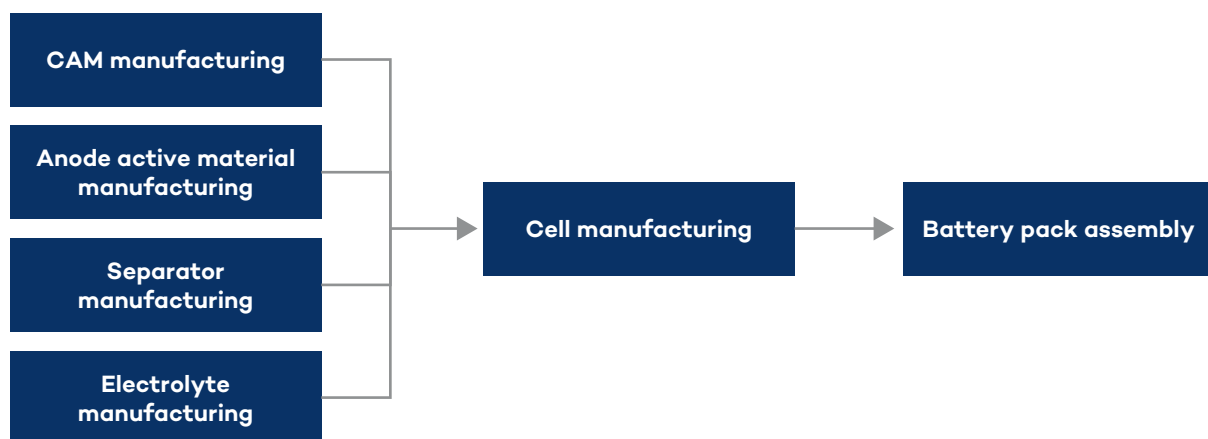 CAM manufacturing
Anode active material
manufacturing
Separator
manufacturing
Electrolyte
manufacturing
Cell manufacturing
Battery pack assembly